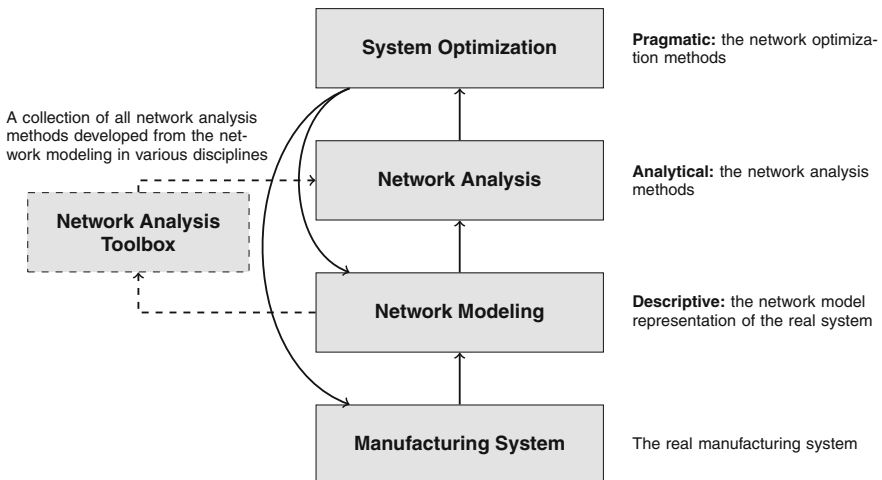 System Optimization
Pragmatic: the network optimiza-
tion methods
A collection of all network analysis
methods developed from the net-
work modeling in various disciplines
Network Analysis
Analytical: the network analysis
methods
Network Analysis
Toolbox
Network Modeling
Descriptive: the network model
representation of the real system
Manufacturing System
The real manufacturing system